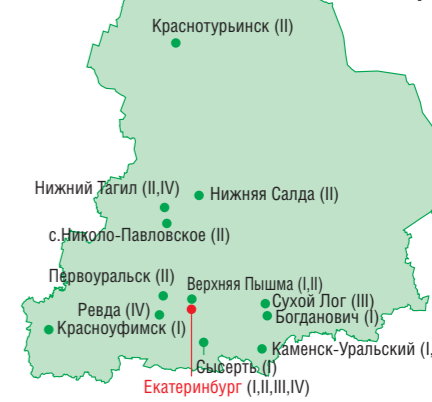 Краснотурьинск (II)
Нижний Тагил (II,IV)
Нижняя Салда (II)
с.Николо-Павловское (II)
Первоуральск (II)
Верхняя Пышма (I,II)
Сухой Лог (III)
Ревда (IV)
Богданович (I)
Красноуфимск (I)
Каменск-Уральский (I,
Сысерть (I)
Екатеринбург (I,II,III,IV)